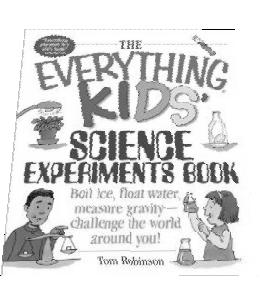 THE
EVERYTHING
KIDS'
SCIENCE
EXPERIMENTS BOOK
Boil ice, float water,
measure gravity—
challenge the world
around you!
Tom Robinson